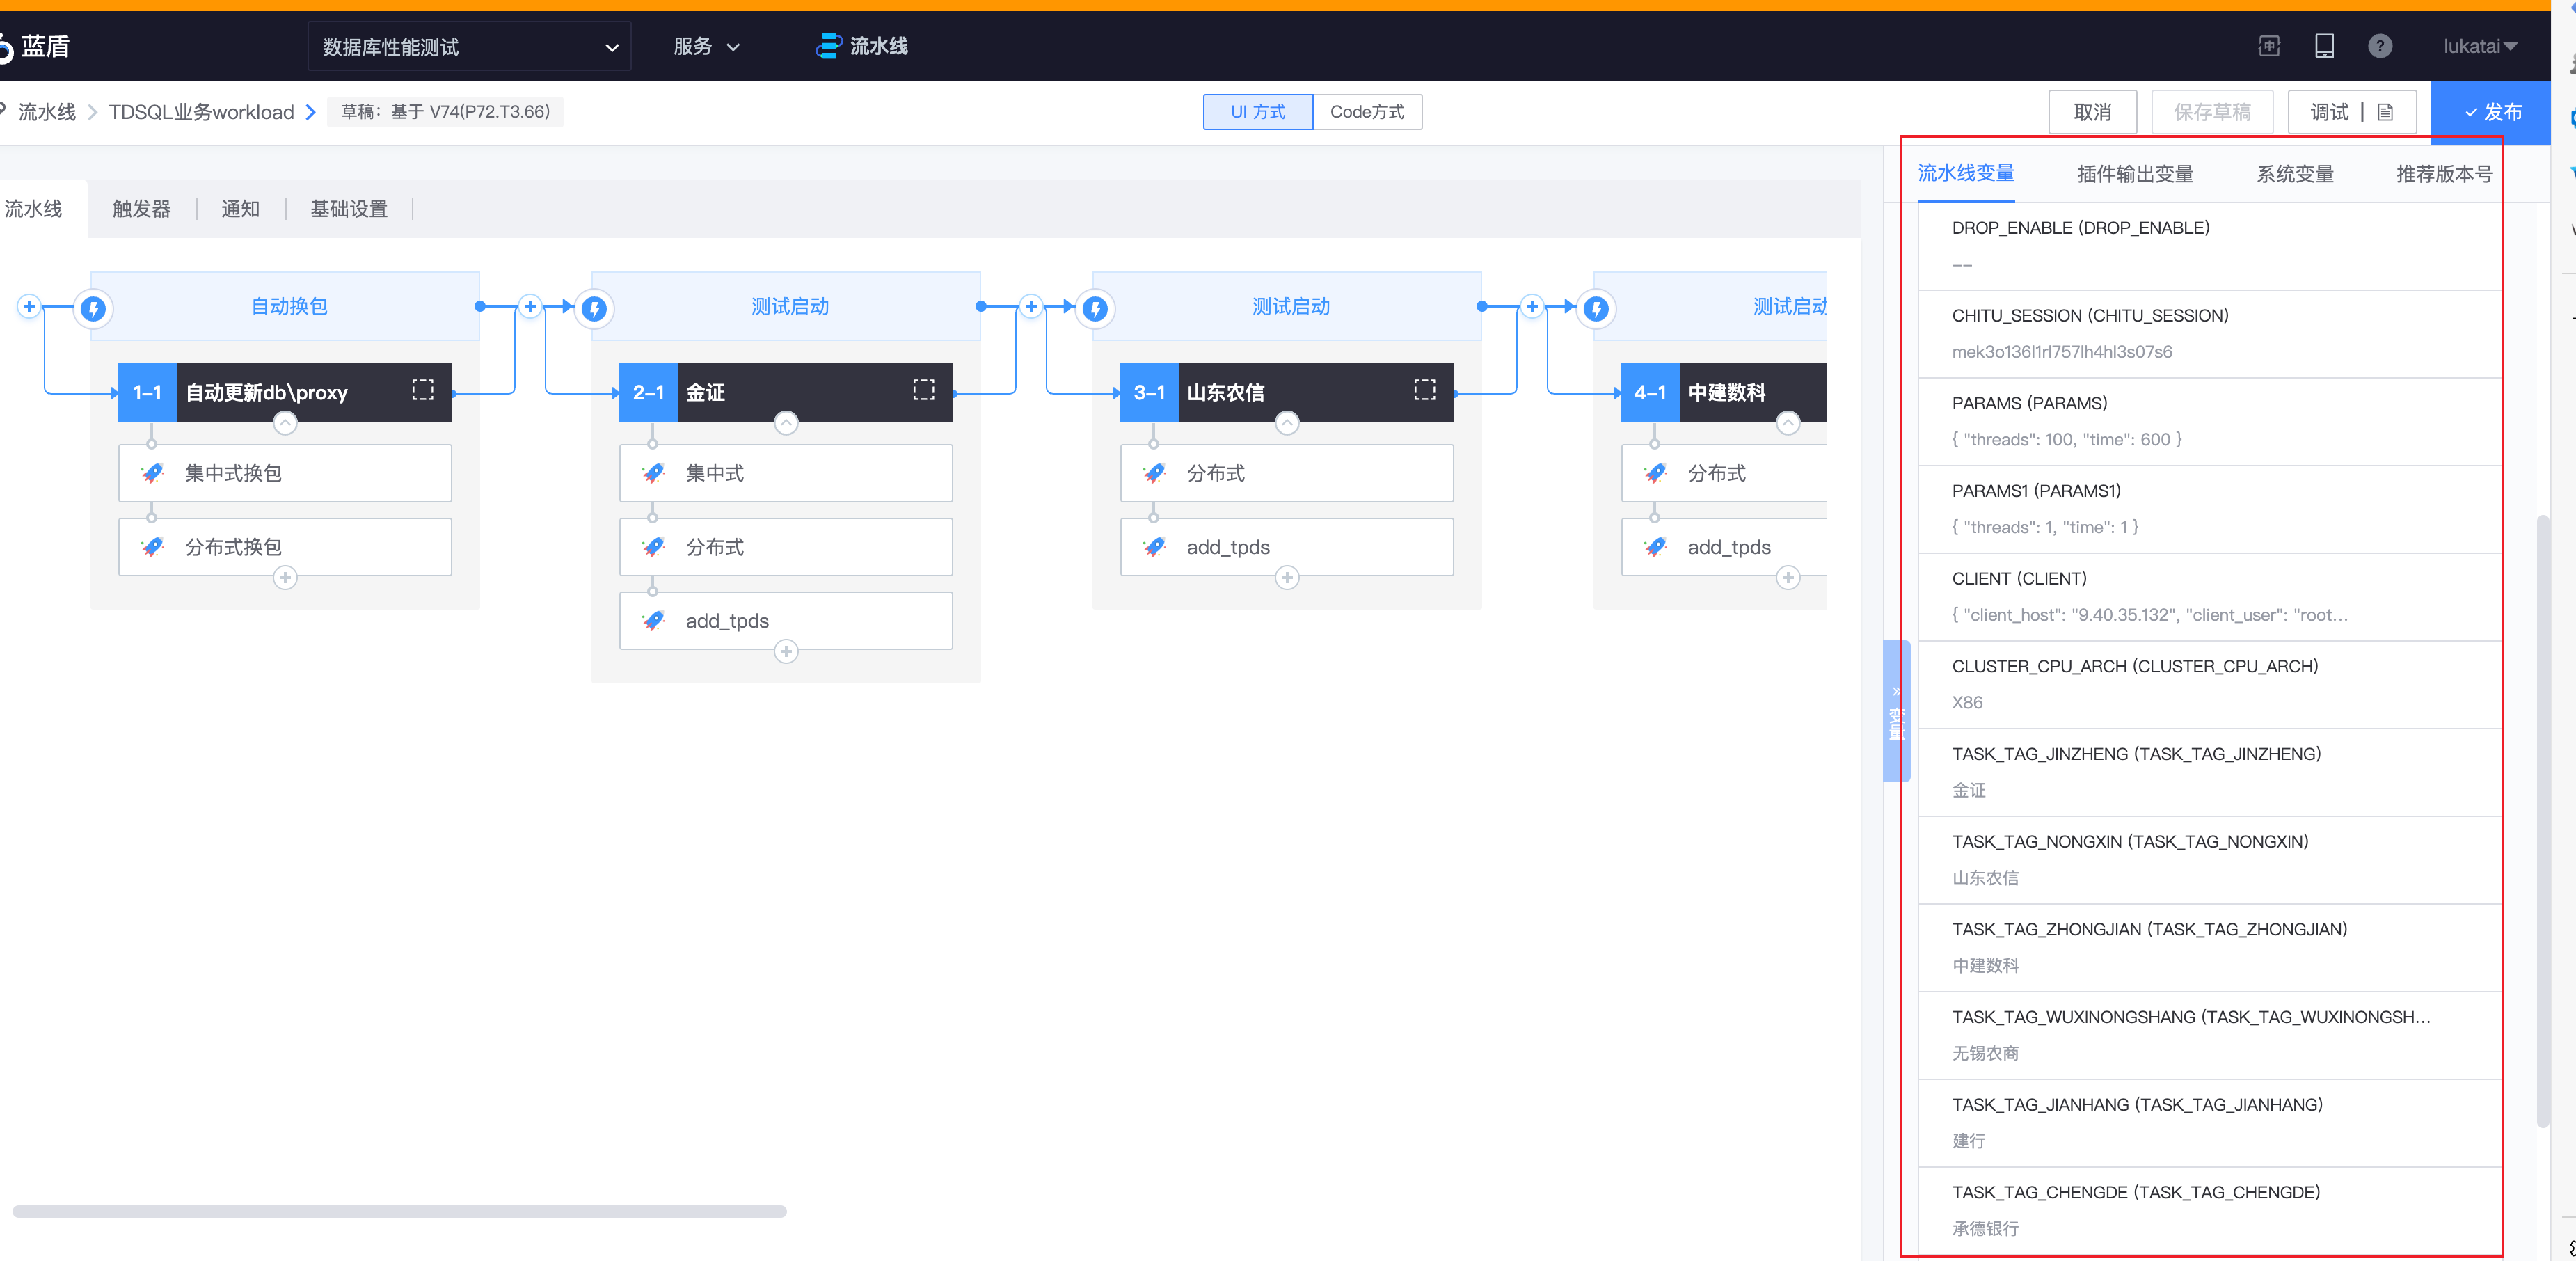 蓝盾
数据库性能测试
服务
流水线
lukatai
流水线
TDSQL业务workload
草稿：基于 V74(P72.T3.66)
UI 方式
Code方式
取消
保存草稿
调试
发布
流水线
触发器
通知
基础设置
自动换包
1-1
自动更新db\proxy
集中式换包
分布式换包
测试启动
2-1
金证
集中式
分布式
add_tpds
测试启动
3-1
山东农信
分布式
add_tpds
测试启动
4-1
中建数科
分布式
add_tpds
变量
流水线变量
插件输出变量
系统变量
推荐版本号
DROP_ENABLE (DROP_ENABLE)
--
CHITU_SESSION (CHITU_SESSION)
mek3o136l1rl757lh4hl3s07s6
PARAMS (PARAMS)
{ "threads": 100, "time": 600 }
PARAMS1 (PARAMS1)
{ "threads": 1, "time": 1 }
CLIENT (CLIENT)
{ "client_host": "9.40.35.132", "client_user": "root...
CLUSTER_CPU_ARCH (CLUSTER_CPU_ARCH)
X86
TASK_TAG_JINZHENG (TASK_TAG_JINZHENG)
金证
TASK_TAG_NONGXIN (TASK_TAG_NONGXIN)
山东农信
TASK_TAG_ZHONGJIAN (TASK_TAG_ZHONGJIAN)
中建数科
TASK_TAG_WUXINONGSHANG (TASK_TAG_WUXINONGSH...
无锡农商
TASK_TAG_JIANHANG (TASK_TAG_JIANHANG)
建行
TASK_TAG_CHENGDE (TASK_TAG_CHENGDE)
承德银行